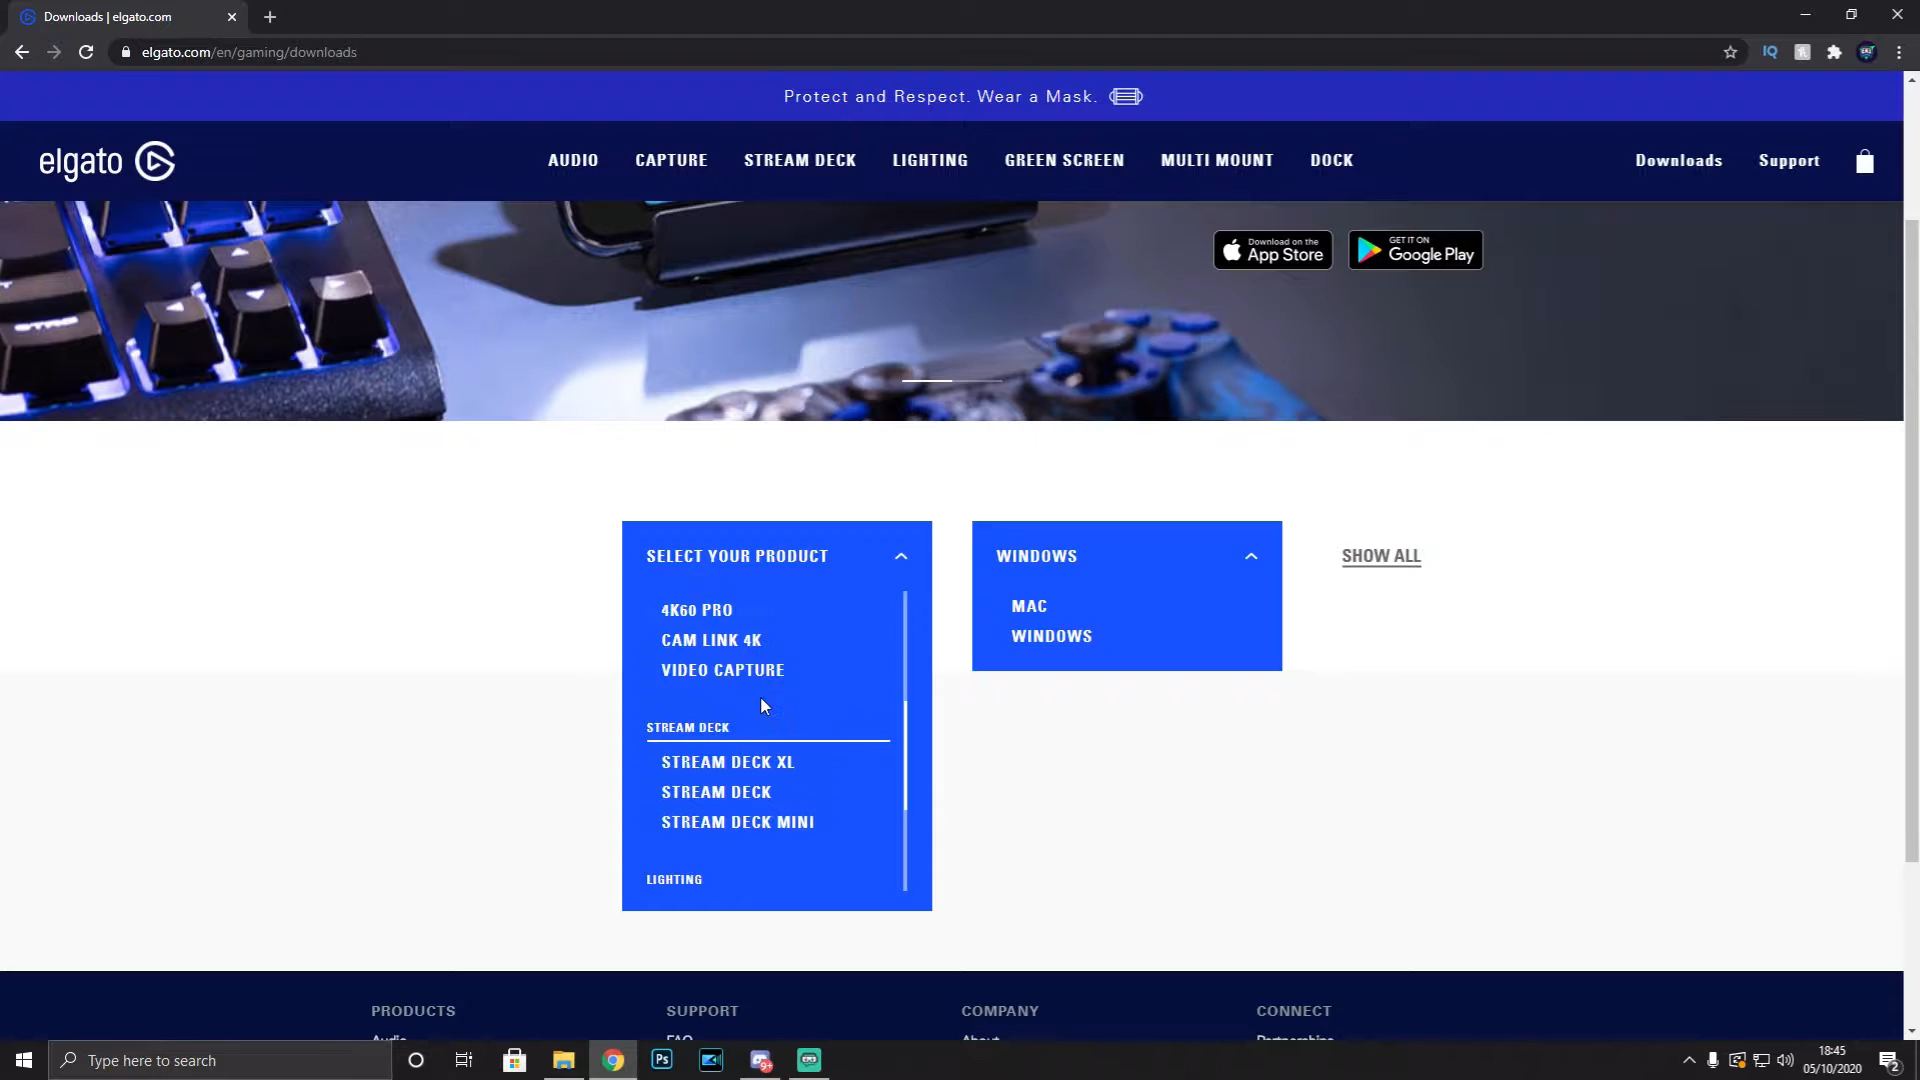 Downloads | elgato.com
elgato.com/en/gaming/downloads
IQ
Protect and Respect. Wear a Mask.
elgato
AUDIO CAPTURE STREAM DECK LIGHTING GREEN SCREEN MULTI MOUNT DOCK
Downloads Support
Download on the
App Store
GET IT ON
Google Play
SELECT YOUR PRODUCT
4K60 PRO
CAM LINK 4K
VIDEO CAPTURE
STREAM DECK
STREAM DECK XL
STREAM DECK
STREAM DECK MINI
LIGHTING
WINDOWS
MAC
WINDOWS
SHOW ALL
PRODUCTS SUPPORT COMPANY CONNECT
Audio FAQ About Partnerships
Type here to search
Ps
9+
18:45
05/10/2020
2